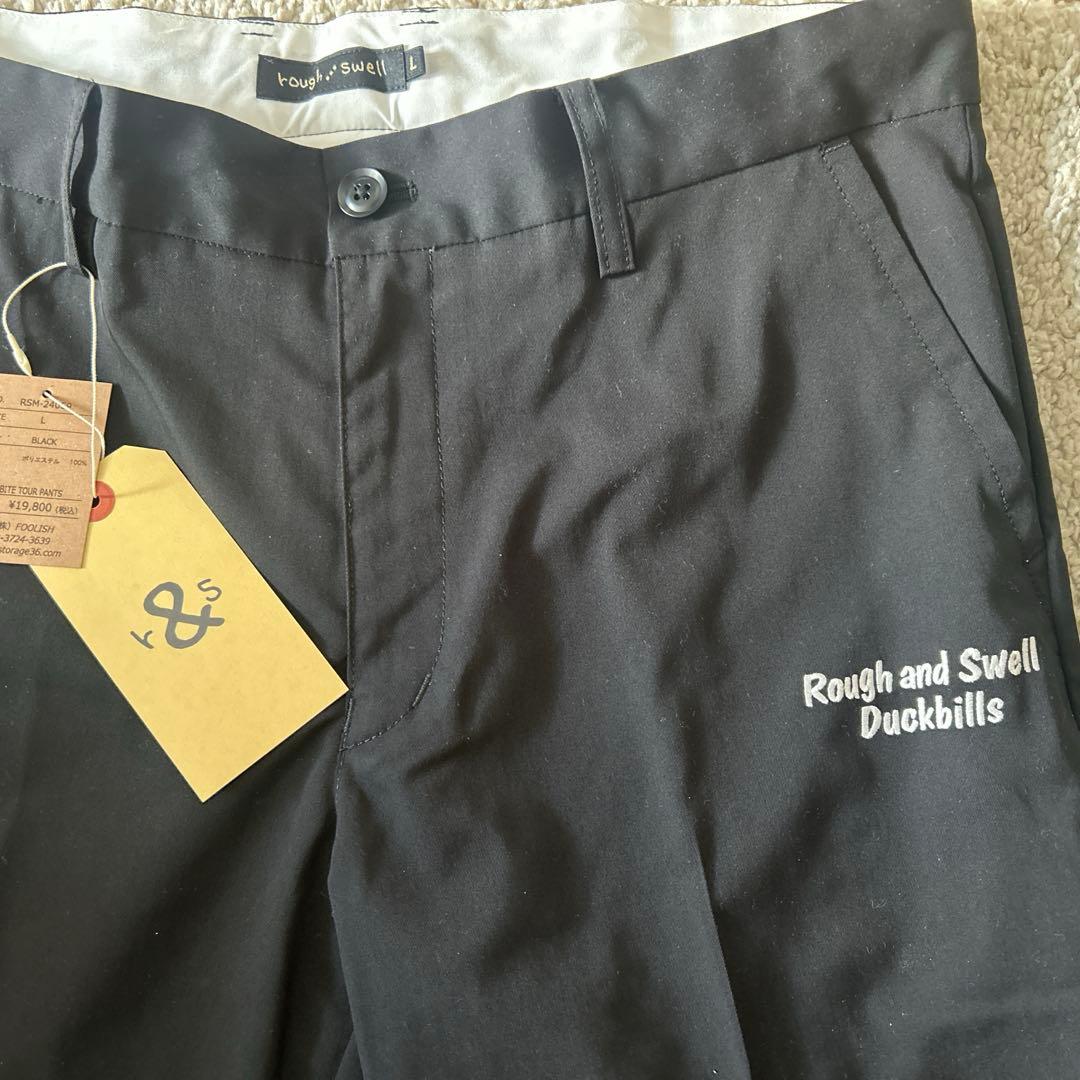 rough... swell
L
RSM-240
L
BLACK
ポリエステル 100%
BITE TOUR PANTS
¥19,800 (税込)
株) FOOLISH
-3724-3639
storage36.com
r & s
Rough and Swell
Duckbills